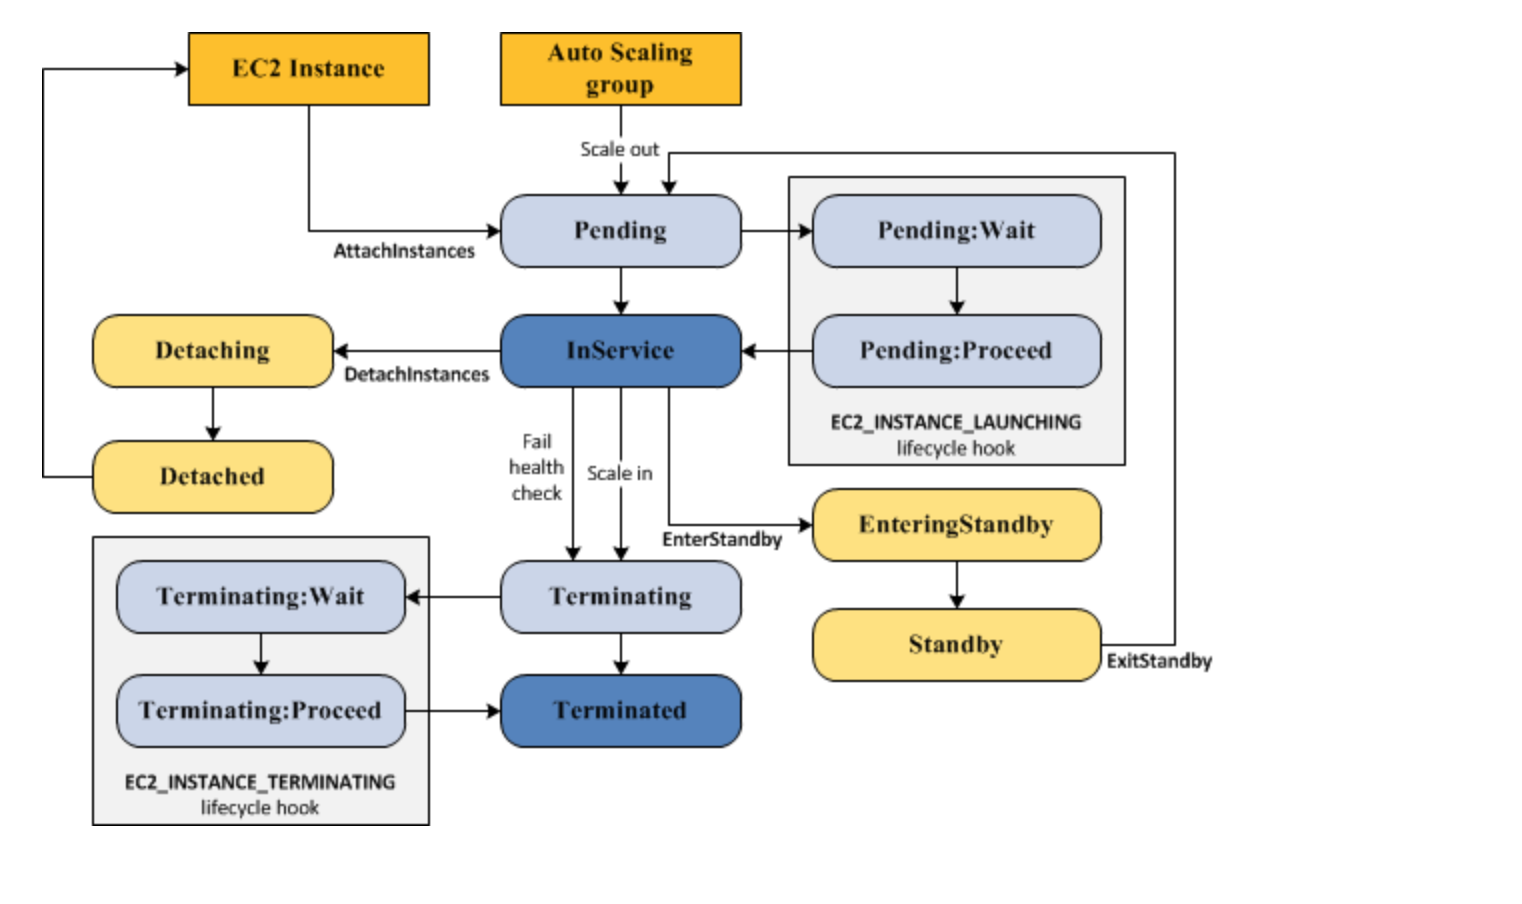 EC2 Instance
Auto Scaling
group
Scale out
Pending
Pending:Wait
AttachInstances
Detaching
InService
Pending:Proceed
DetachInstances
EC2_INSTANCE_LAUNCHING
lifecycle hook
Fail
health
check
Scale in
Detached
EnteringStandby
EnterStandby
Terminating:Wait
Terminating
Standby
ExitStandby
Terminating:Proceed
Terminated
EC2_INSTANCE_TERMINATING
lifecycle hook